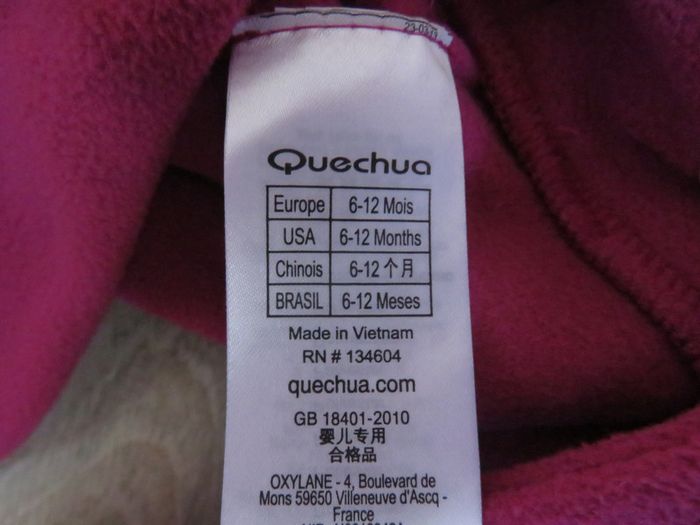 Quechua
Europe 6-12 Mois
USA 6-12 Months
Chinois 6-12 个月
BRASIL 6-12 Meses
Made in Vietnam
RN # 134604
quechua.com
GB 18401-2010
婴儿专用
合格品
OXYLANE - 4, Boulevard de
Mons 59650 Villeneuve d'Ascq -
France